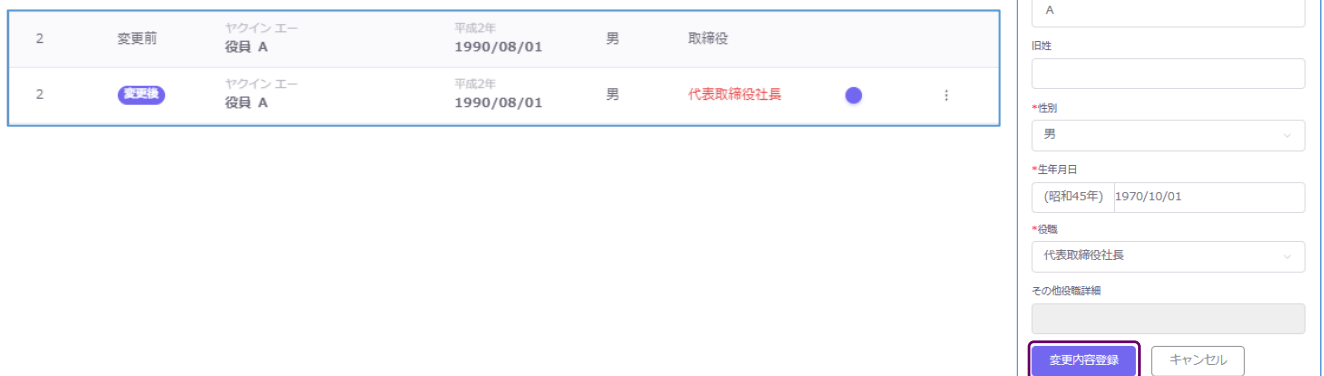 2 変更前 ヤクイン エー 平成2年 男 取締役
役員 A 1990/08/01
2 変更後 ヤクイン エー 平成2年 男 代表取締役社長
役員 A 1990/08/01
A
旧姓
*性別
男
*生年月日
(昭和45年) 1970/10/01
*役職
代表取締役社長
その他役職詳細
変更内容登録 キャンセル